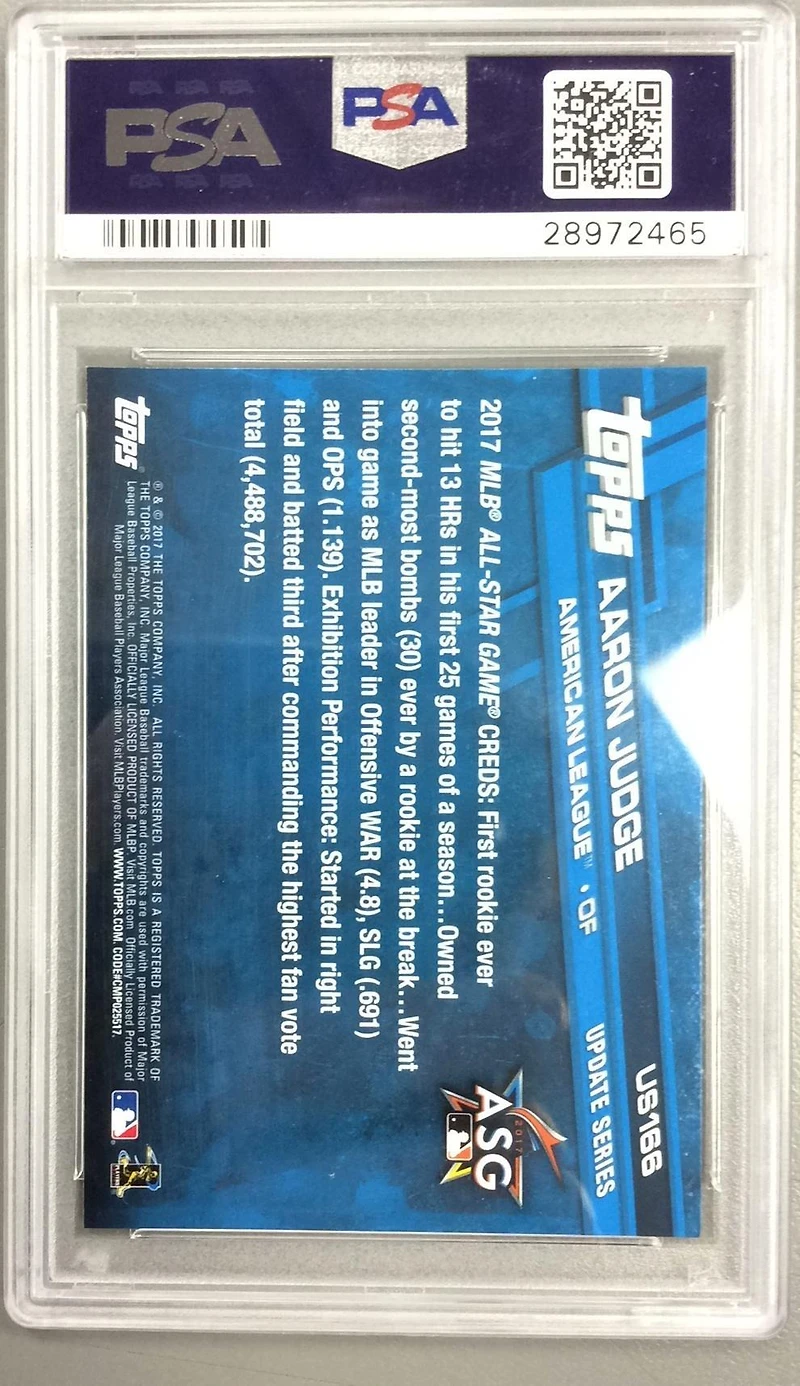 PSA
PSA
28972465
topps AARON JUDGE US166
AMERICAN LEAGUE™ • OF UPDATE SERIES
2017 ASG
2017 MLB® ALL-STAR GAME® CREDS: First rookie ever
to hit 13 HRs in his first 25 games of a season...Owned
second-most bombs (30) ever by a rookie at the break...Went
into game as MLB leader in Offensive WAR (4.8), SLG (.691)
and OPS (1.139). Exhibition Performance: Started in right
field and batted third after commanding the highest fan vote
total (4,488,702).
topps®
® & © 2017 THE TOPPS COMPANY, INC. ALL RIGHTS RESERVED. TOPPS IS A REGISTERED TRADEMARK OF
THE TOPPS COMPANY, INC. Major League Baseball trademarks and copyrights are used with permission of Major
League Baseball Properties, Inc. OFFICIALLY LICENSED PRODUCT OF MLBP. Visit MLB.com Officially Licensed Product of
Major League Baseball Players Association. Visit MLBPlayers.com. WWW.TOPPS.COM. CODE#CMP025517.